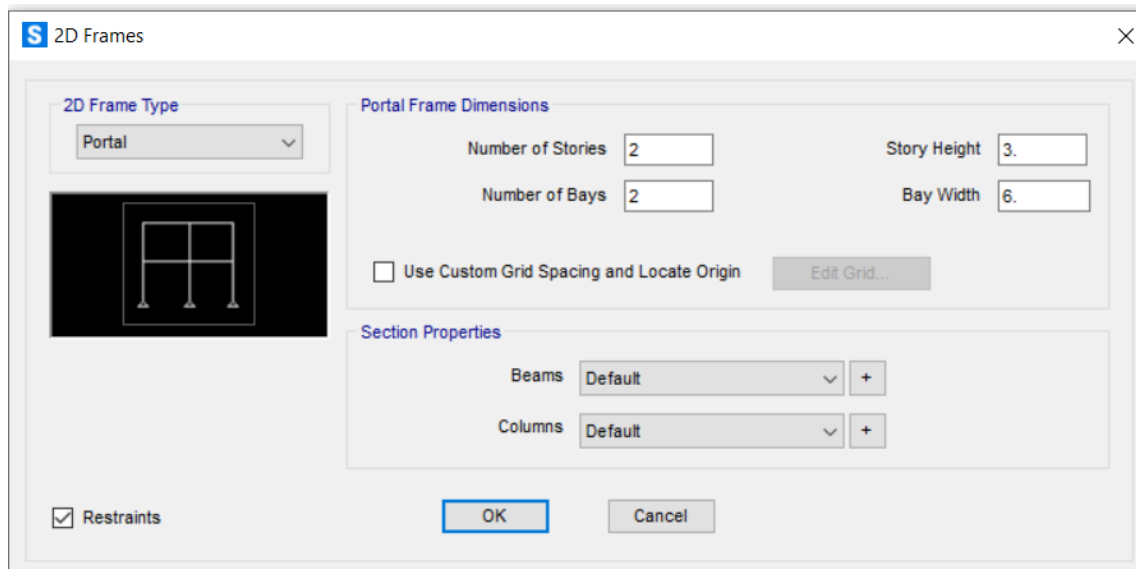 S 2D Frames
2D Frame Type
Portal
Portal Frame Dimensions
Number of Stories 2
Story Height 3.
Number of Bays 2
Bay Width 6.
Use Custom Grid Spacing and Locate Origin
Edit Grid...
Section Properties
Beams Default +
Columns Default +
Restraints
OK
Cancel